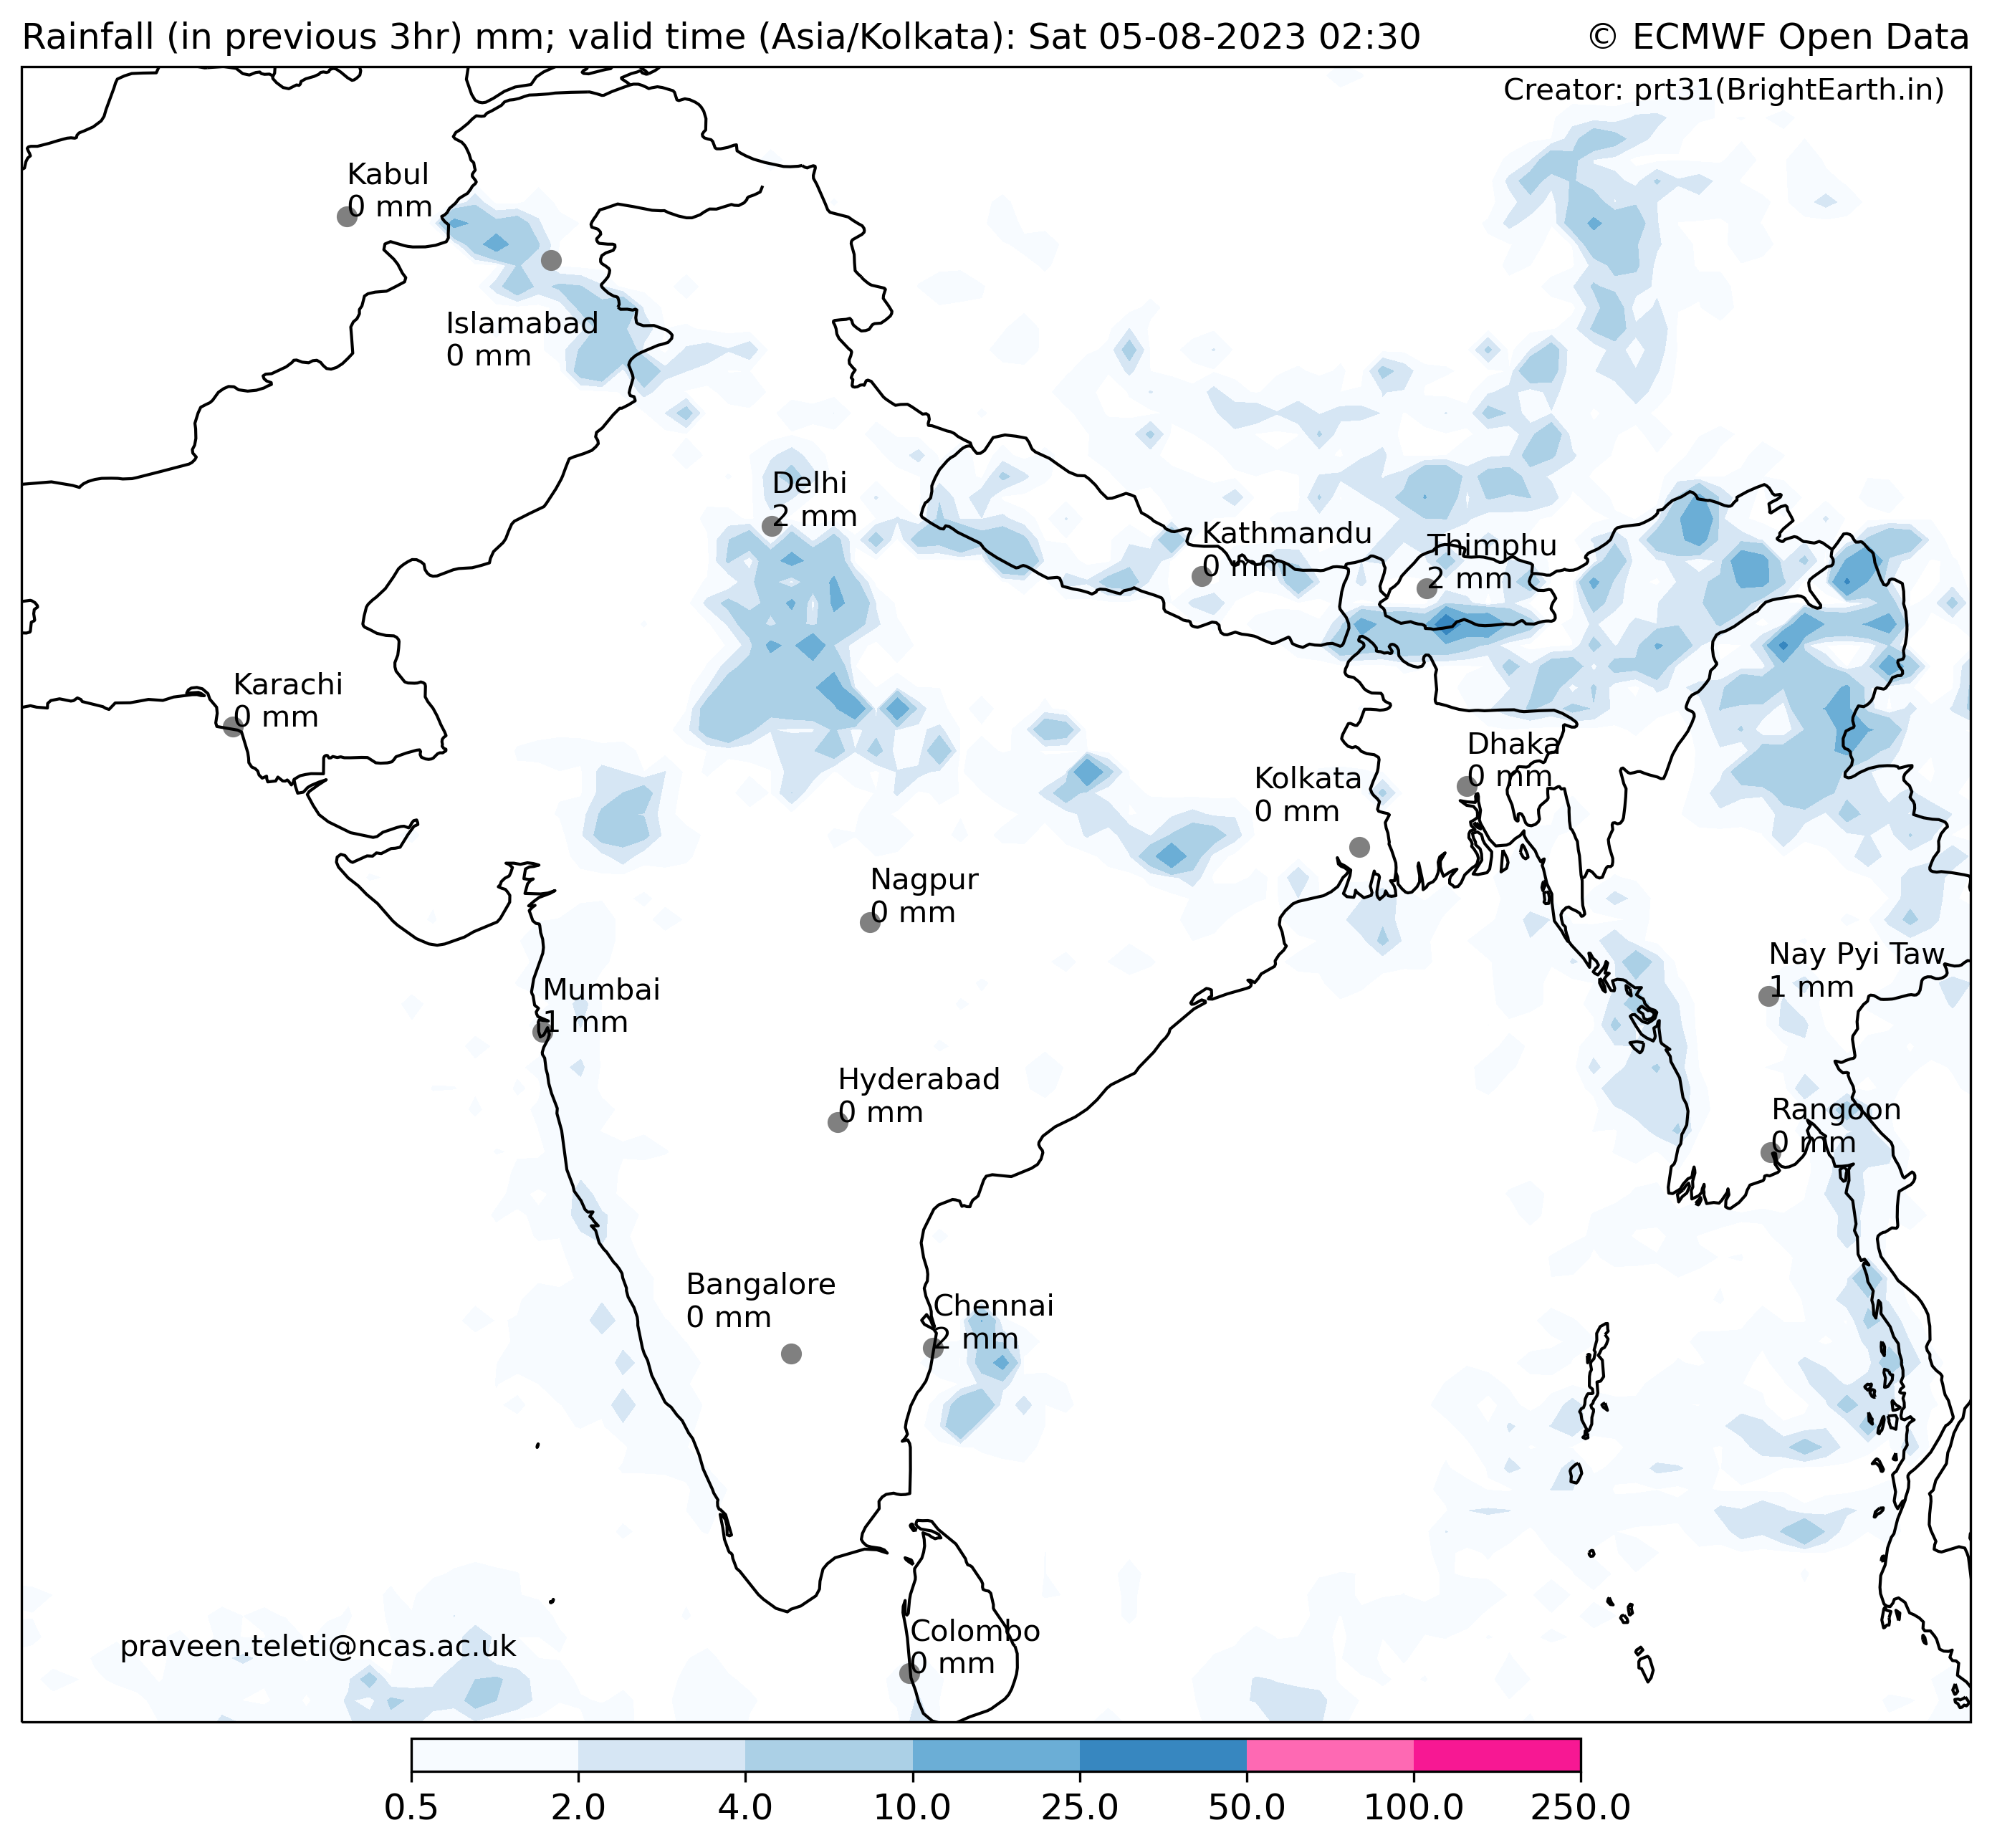 Rainfall (in previous 3hr) mm; valid time (Asia/Kolkata): Sat 05-08-2023 02:30
© ECMWF Open Data
Creator: prt31(BrightEarth.in)
Kabul
0 mm
Islamabad
0 mm
Delhi
2 mm
Kathmandu
0 mm
Thimphu
2 mm
Karachi
0 mm
Dhaka
0 mm
Kolkata
0 mm
Nagpur
0 mm
Nay Pyi Taw
1 mm
Mumbai
1 mm
Hyderabad
0 mm
Rangoon
0 mm
Bangalore
0 mm
Chennai
2 mm
Colombo
0 mm
praveen.teleti@ncas.ac.uk
0.5 2.0 4.0 10.0 25.0 50.0 100.0 250.0